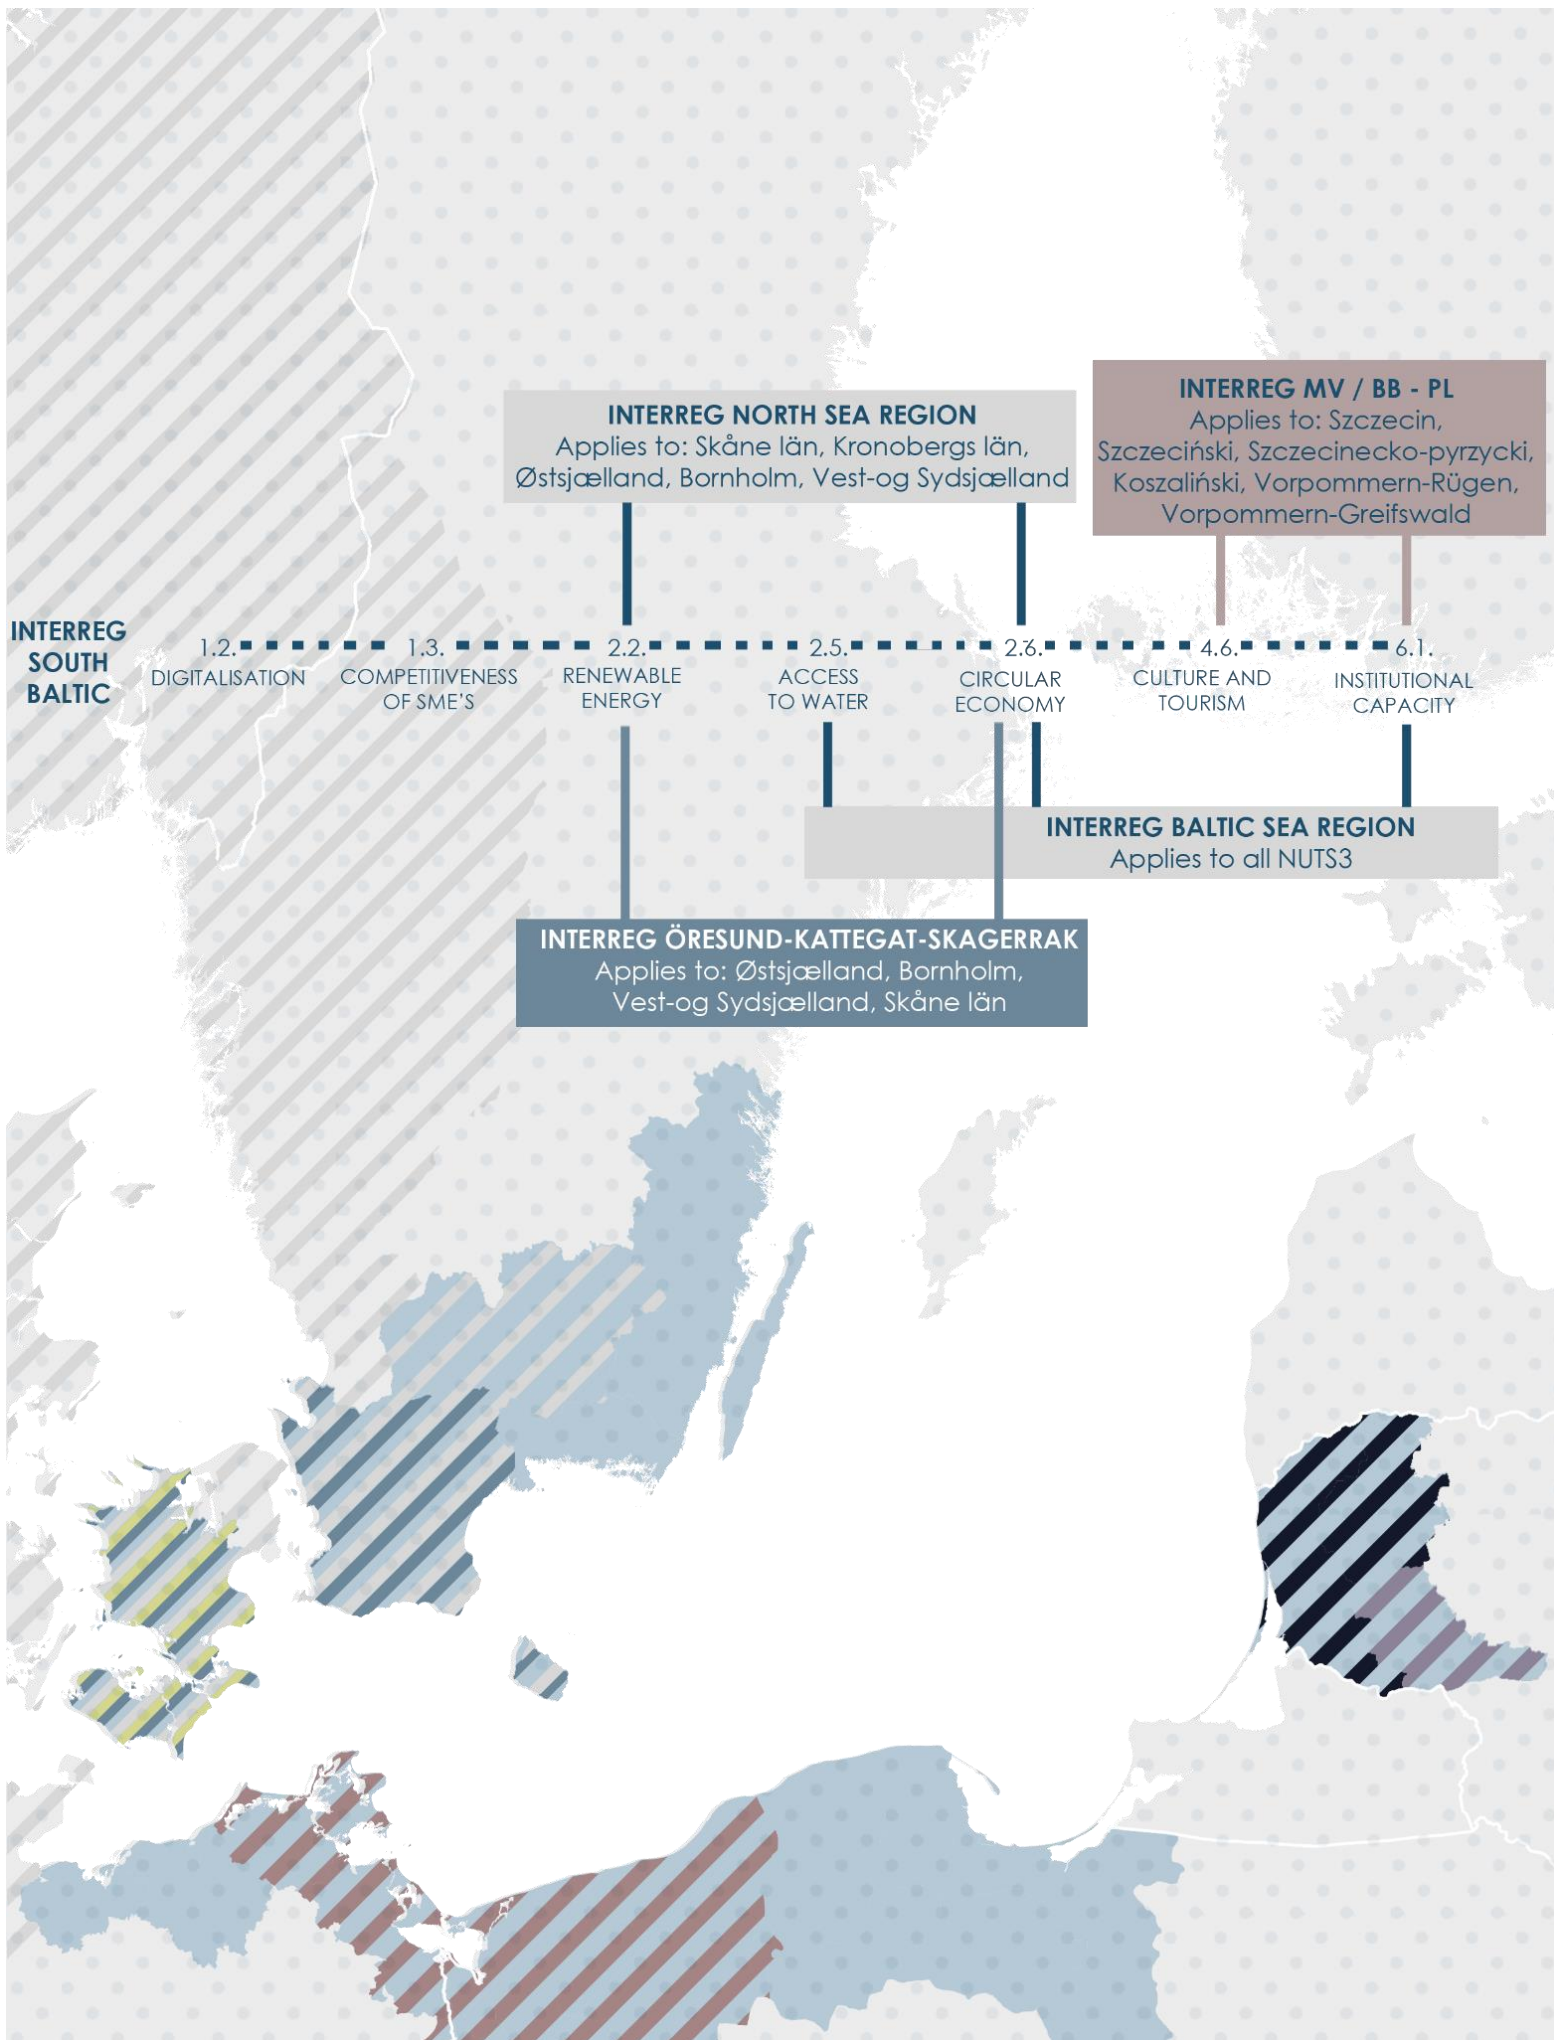 INTERREG NORTH SEA REGION
Applies to: Skåne län, Kronobergs län,
Østsjælland, Bornholm, Vest-og Sydsjælland
INTERREG MV / BB - PL
Applies to: Szczecin,
Szczeciński, Szczecinecko-pyrzycki,
Koszaliński, Vorpommern-Rügen,
Vorpommern-Greifswald
INTERREG
SOUTH
BALTIC
1.2.
DIGITALISATION
1.3.
COMPETITIVENESS
OF SME'S
2.2.
RENEWABLE
ENERGY
2.5.
ACCESS
TO WATER
2.6.
CIRCULAR
ECONOMY
4.6.
CULTURE AND
TOURISM
6.1.
INSTITUTIONAL
CAPACITY
INTERREG BALTIC SEA REGION
Applies to all NUTS3
INTERREG ÖRESUND-KATTEGAT-SKAGERRAK
Applies to: Østsjælland, Bornholm,
Vest-og Sydsjælland, Skåne län